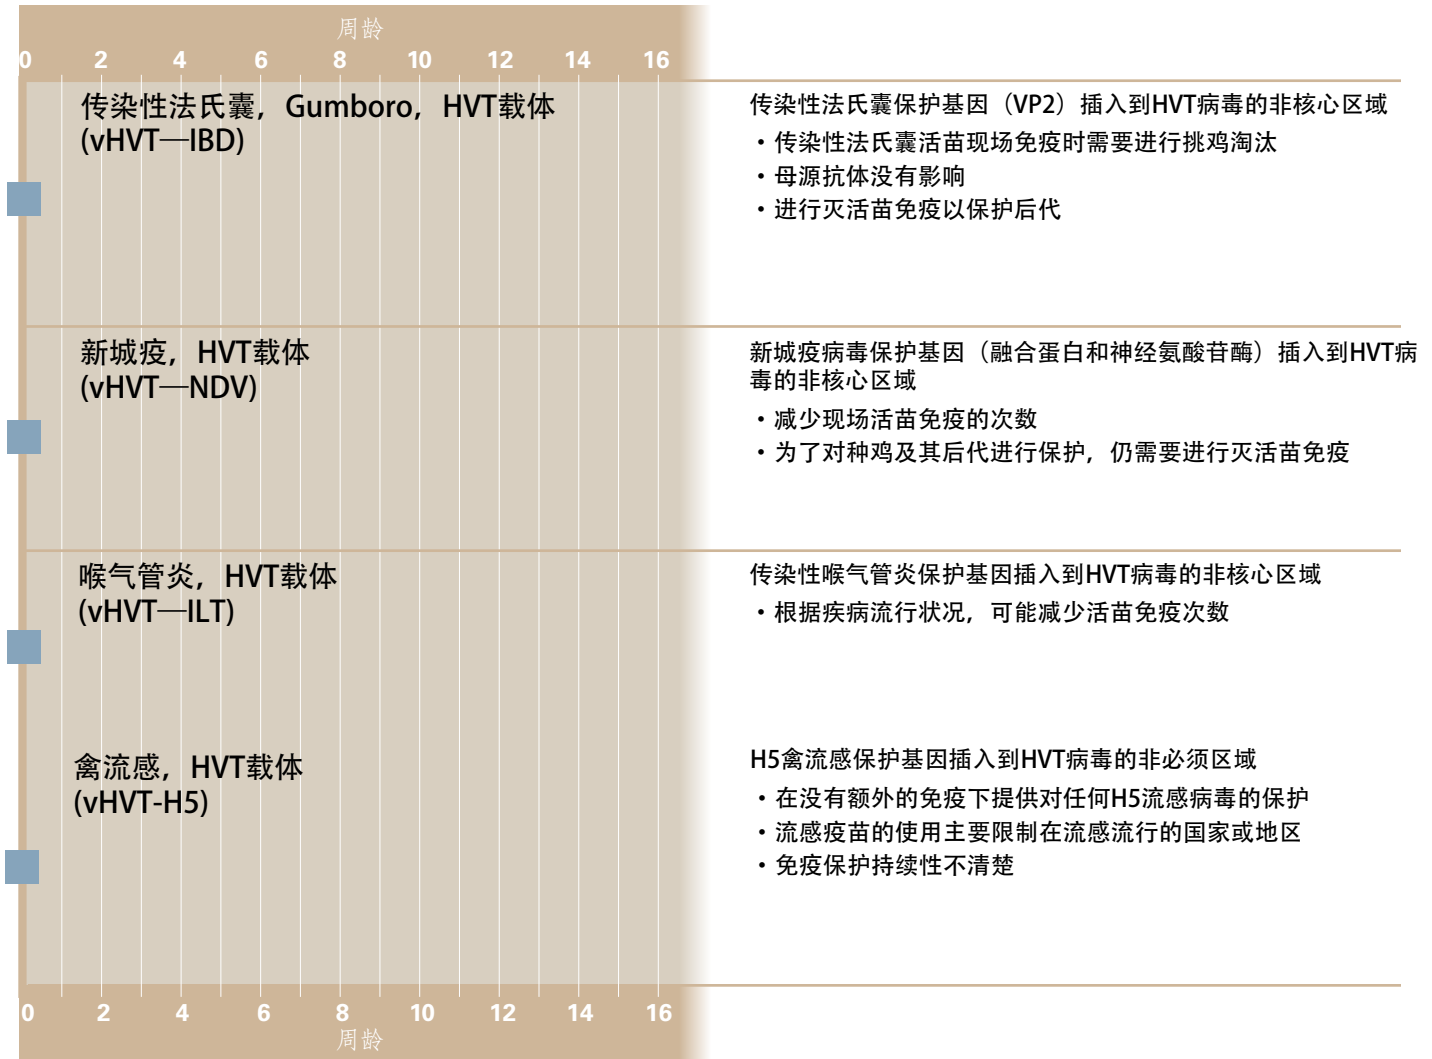 周龄
0 2 4 6 8 10 12 14 16
传染性法氏囊，Gumboro，HVT载体
(vHVT—IBD)
传染性法氏囊保护基因（VP2）插入到HVT病毒的非核心区域
・传染性法氏囊活苗现场免疫时需要进行挑鸡淘汰
・母源抗体没有影响
・进行灭活苗免疫以保护后代
新城疫，HVT载体
(vHVT—NDV)
新城疫病毒保护基因（融合蛋白和神经氨酸苷酶）插入到HVT病
毒的非核心区域
・减少现场活苗免疫的次数
・为了对种鸡及其后代进行保护，仍需要进行灭活苗免疫
喉气管炎，HVT载体
(vHVT—ILT)
传染性喉气管炎保护基因插入到HVT病毒的非核心区域
・根据疾病流行状况，可能减少活苗免疫次数
禽流感，HVT载体
(vHVT-H5)
H5禽流感保护基因插入到HVT病毒的非必须区域
・在没有额外的免疫下提供对任何H5流感病毒的保护
・流感疫苗的使用主要限制在流感流行的国家或地区
・免疫保护持续性不清楚
0 2 4 6 8 10 12 14 16
周龄